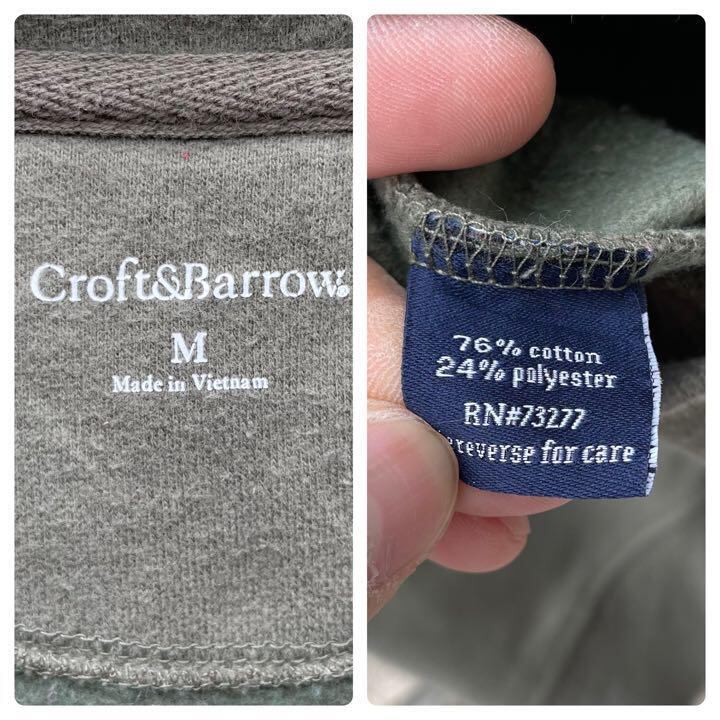 Croft&Barrow®
M
Made in Vietnam
76% cotton
24% polyester
RN#73277
reverse for care